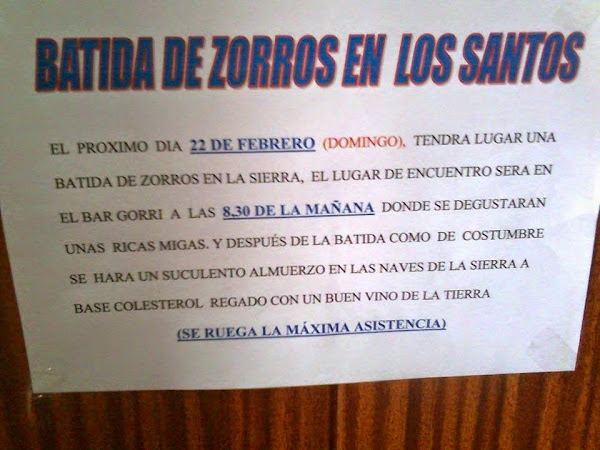 BATIDA DE ZORROS EN LOS SANTOS
EL PROXIMO DIA 22 DE FEBRERO (DOMINGO), TENDRA LUGAR UNA
BATIDA DE ZORROS EN LA SIERRA, EL LUGAR DE ENCUENTRO SERA EN
EL BAR GORRI A LAS 8,30 DE LA MAÑANA DONDE SE DEGUSTARAN
UNAS RICAS MIGAS. Y DESPUÉS DE LA BATIDA COMO DE COSTUMBRE
SE HARA UN SUCULENTO ALMUERZO EN LAS NAVES DE LA SIERRA A
BASE COLESTEROL REGADO CON UN BUEN VINO DE LA TIERRA
(SE RUEGA LA MÁXIMA ASISTENCIA)